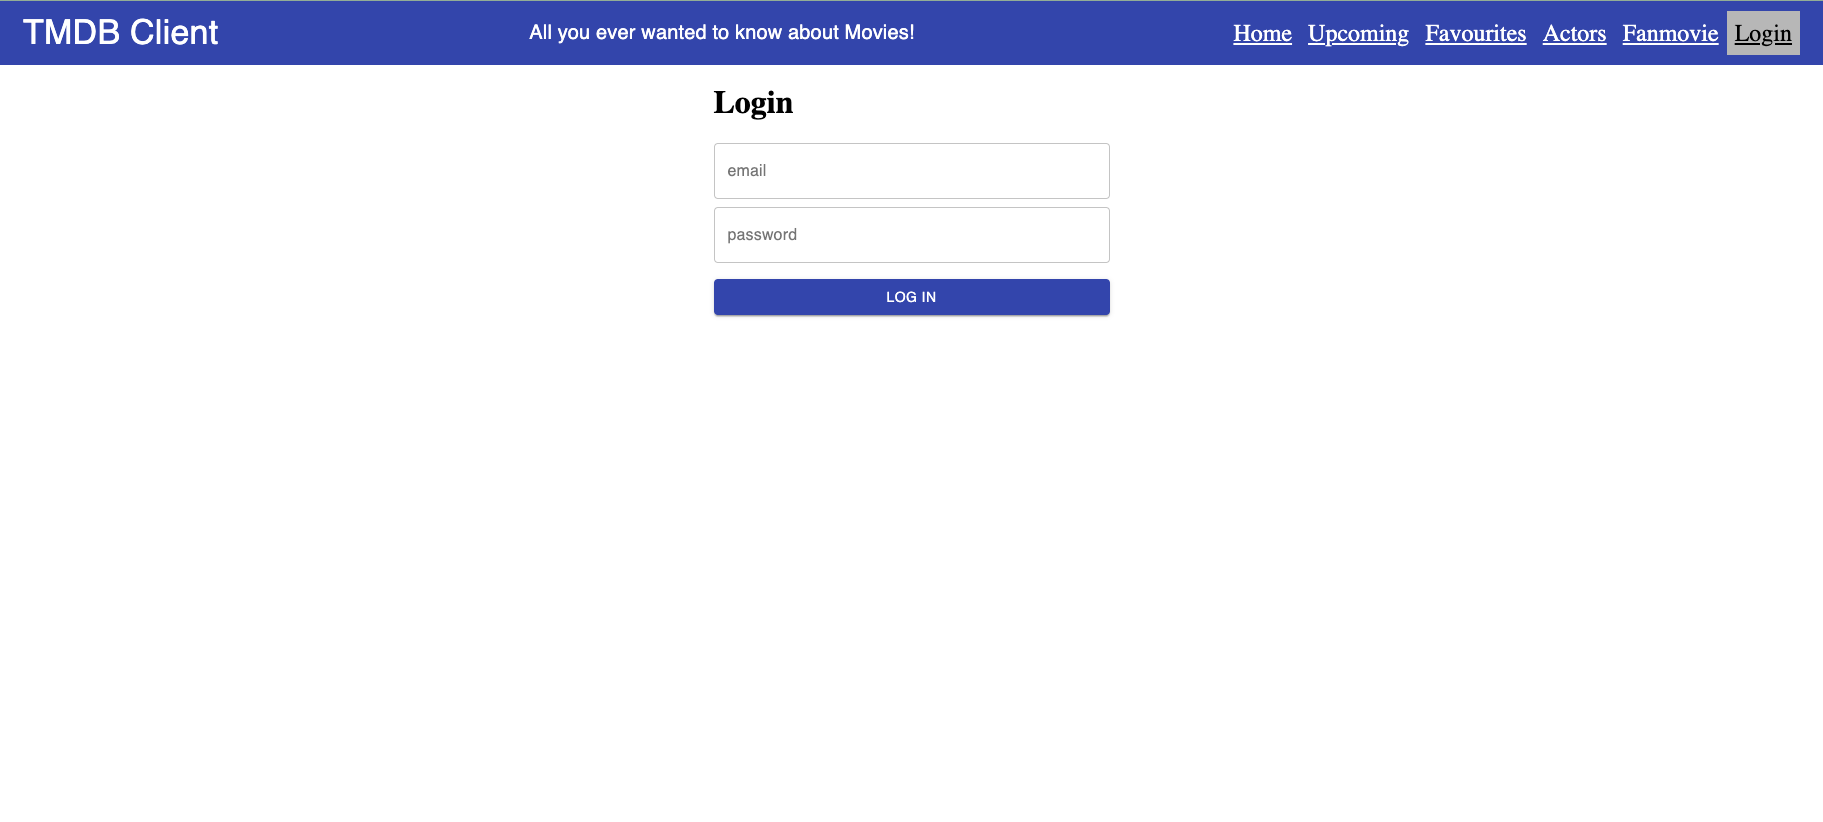 TMDB Client
All you ever wanted to know about Movies!
Home Upcoming Favourites Actors Fanmovie Login
Login
email
password
LOG IN